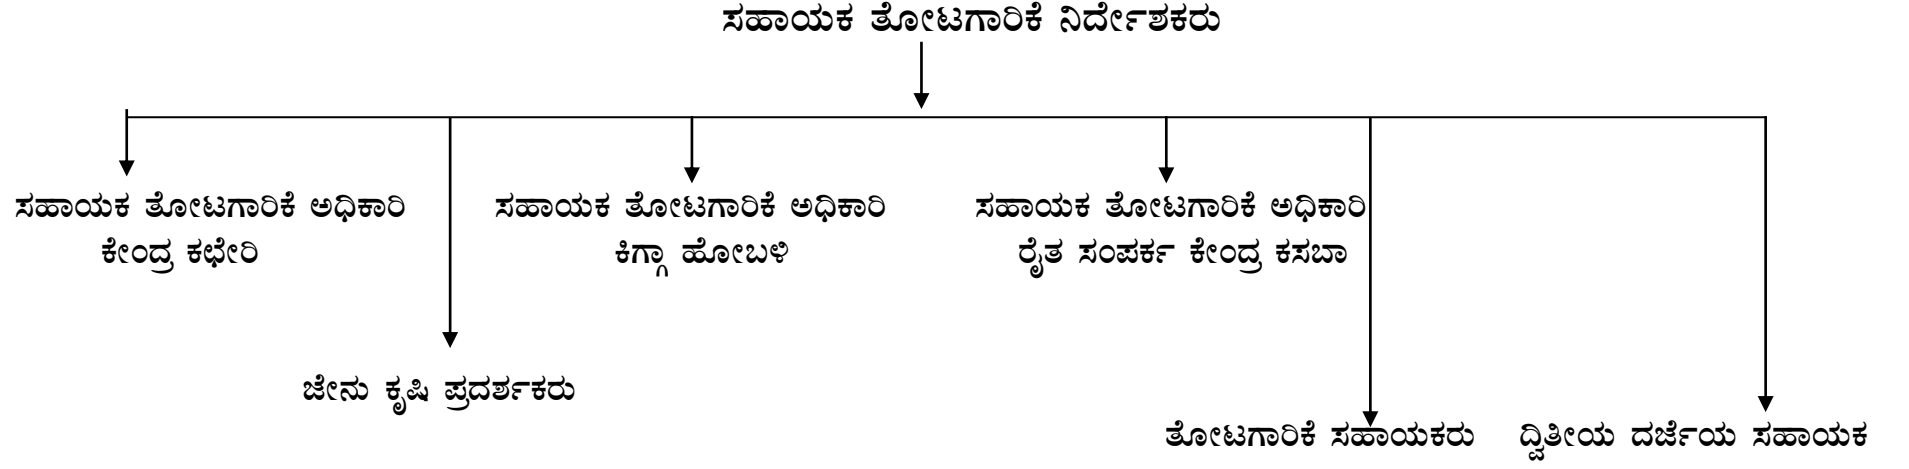 ಸಹಾಯಕ ತೋಟಗಾರಿಕೆ ನಿರ್ದೇಶಕರು
ಸಹಾಯಕ ತೋಟಗಾರಿಕೆ ಅಧಿಕಾರಿ
ಕೇಂದ್ರ ಕಛೇರಿ
ಸಹಾಯಕ ತೋಟಗಾರಿಕೆ ಅಧಿಕಾರಿ
ಕಿಗ್ಗಾ ಹೋಬಳಿ
ಸಹಾಯಕ ತೋಟಗಾರಿಕೆ ಅಧಿಕಾರಿ
ರೈತ ಸಂಪರ್ಕ ಕೇಂದ್ರ ಕಸಬಾ
ಜೇನು ಕೃಷಿ ಪ್ರದರ್ಶಕರು
ತೋಟಗಾರಿಕೆ ಸಹಾಯಕರು
ದ್ವಿತೀಯ ದರ್ಜೆಯ ಸಹಾಯಕ